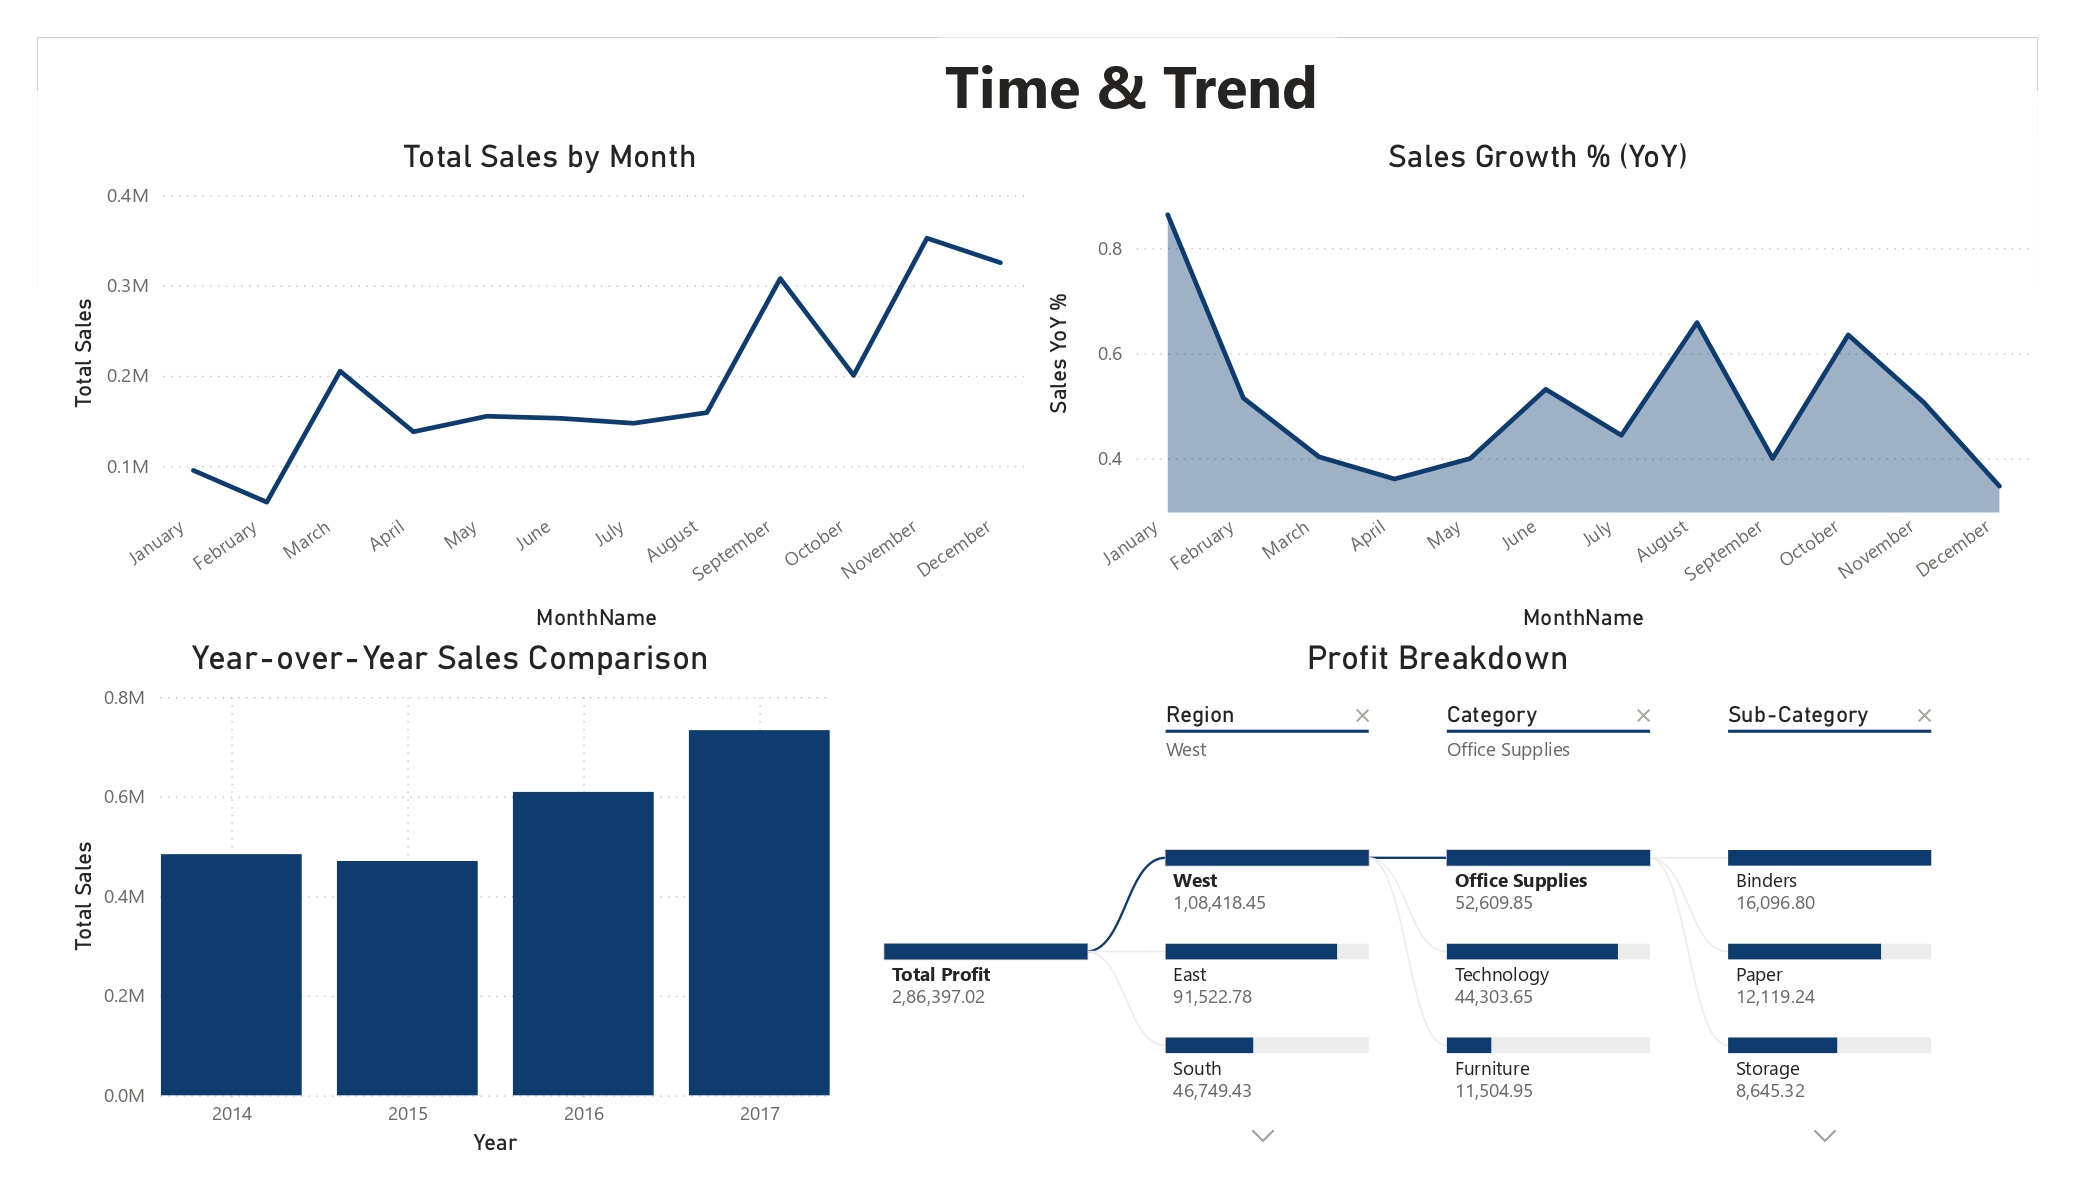 Time & Trend
Total Sales by Month
Total Sales
0.4M
0.3M
0.2M
0.1M
January
February
March
April
May
June
July
August
September
October
November
December
MonthName
Sales Growth % (YoY)
Sales YoY %
0.8
0.6
0.4
January
February
March
April
May
June
July
August
September
October
November
December
MonthName
Year-over-Year Sales Comparison
Total Sales
0.8M
0.6M
0.4M
0.2M
0.0M
2014
2015
2016
2017
Year
Profit Breakdown
Region
West
Category
Office Supplies
Sub-Category
Total Profit
2,86,397.02
West
1,08,418.45
East
91,522.78
South
46,749.43
Office Supplies
52,609.85
Technology
44,303.65
Furniture
11,504.95
Binders
16,096.80
Paper
12,119.24
Storage
8,645.32